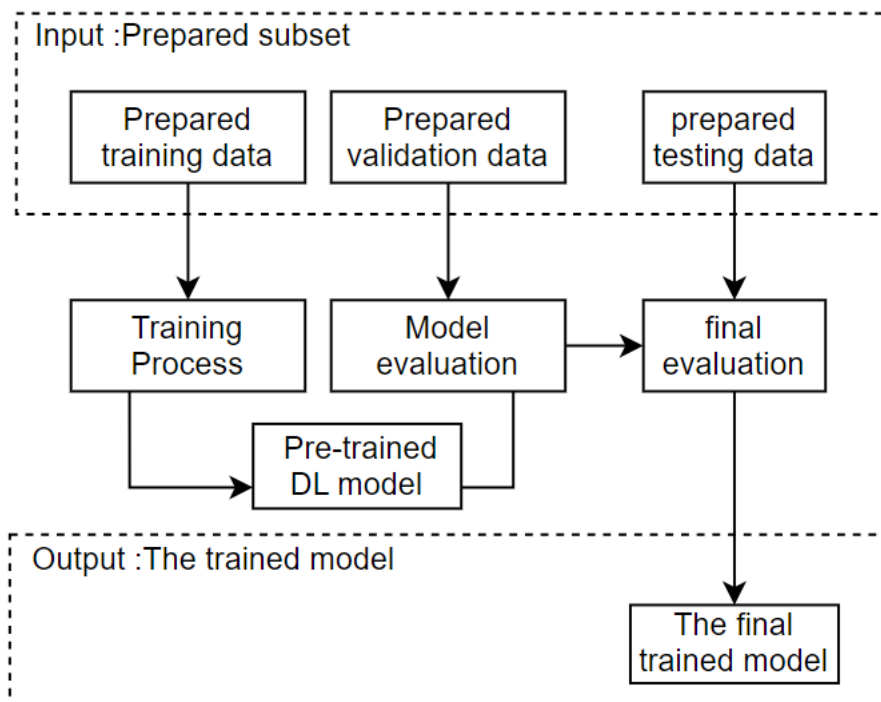 Input :Prepared subset
Prepared
training data
Prepared
validation data
prepared
testing data
Training
Process
Model
evaluation
final
evaluation
Pre-trained
DL model
Output :The trained model
The final
trained model